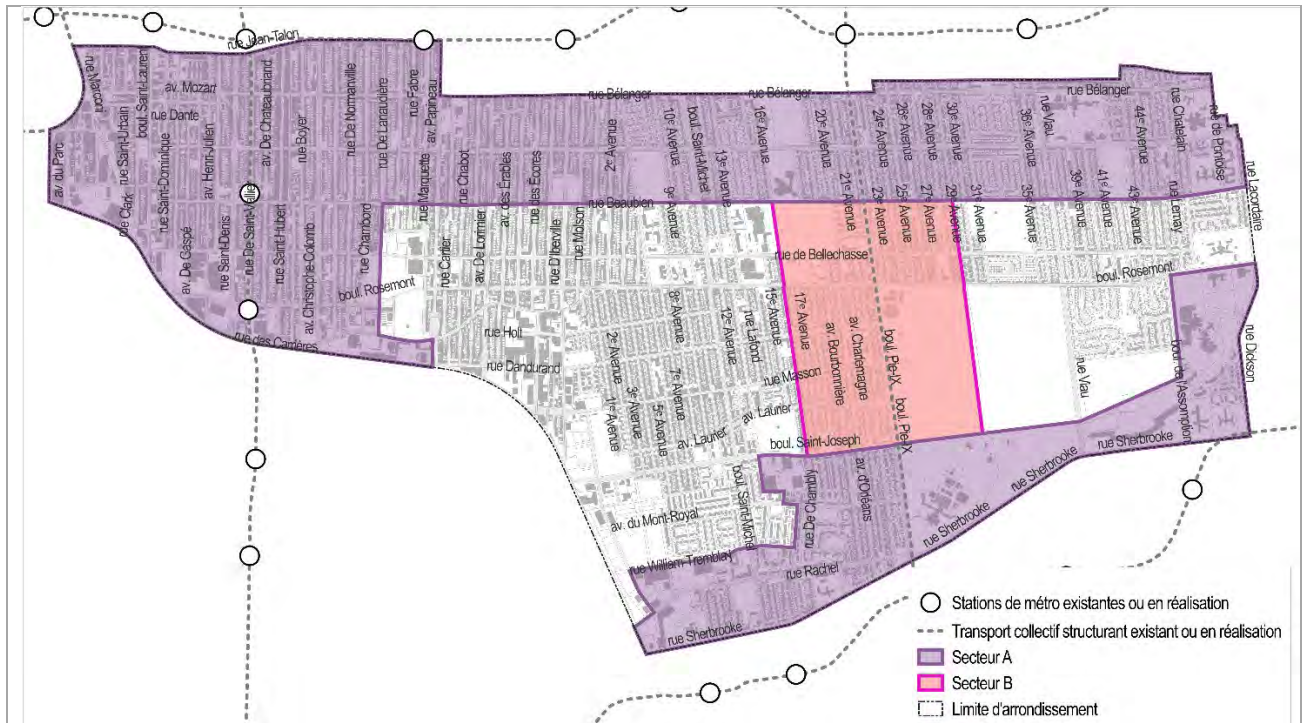 rue Jean-Talon
rue Marconi
boul. Saint-Laurent
av. Mozart
rue Dante
rue Saint-Urbain
av. du Parc
rue Clark
rue Saint-Dominique
av. Henri-Julien
av. De Gaspé
rue Saint-Denis
av. De Chateaubriand
rue De Saint-Vallier
rue Boyer
rue Saint-Hubert
av. Christophe-Colomb
rue De Normanville
rue De Lanaudière
rue Chambord
rue Fabre
av. Papineau
rue Marquette
rue Chabot
av. des Érables
rue des Écores
rue Cartier
av. De Lorimier
rue D'Iberville
rue Molson
boul. Rosemont
rue des Carrières
rue Holt
rue Dandurand
rue Bélanger
rue Bélanger
rue Bélanger
2e Avenue
10e Avenue
boul. Saint-Michel
13e Avenue
16e Avenue
9e Avenue
rue Beaubien
20e Avenue
24e Avenue
26e Avenue
28e Avenue
30e Avenue
21e Avenue
23e Avenue
25e Avenue
27e Avenue
29e Avenue
31e Avenue
35e Avenue
rue Viau
38e Avenue
39e Avenue
41e Avenue
43e Avenue
44e Avenue
rue Chatelain
rue de Pontoise
rue Lemay
rue Lacordaire
rue de Bellechasse
boul. Rosemont
15e Avenue
17e Avenue
av. Bourbonnière
av. Charlemagne
boul. Pie-IX
boul. Pie-IX
8e Avenue
12e Avenue
rue Lafond
2e Avenue
1re Avenue
3e Avenue
5e Avenue
7e Avenue
rue Masson
av. Laurier
av. Laurier
boul. Saint-Joseph
boul. Saint-Michel
av. du Mont-Royal
rue William-Tremblay
rue De Chambly
av. d'Orléans
rue Rachel
rue Sherbrooke
rue Sherbrooke
rue Sherbrooke
rue Sherbrooke
rue Viau
boul. de l'Assomption
rue Dickson
Stations de métro existantes ou en réalisation
Transport collectif structurant existant ou en réalisation
Secteur A
Secteur B
Limite d'arrondissement